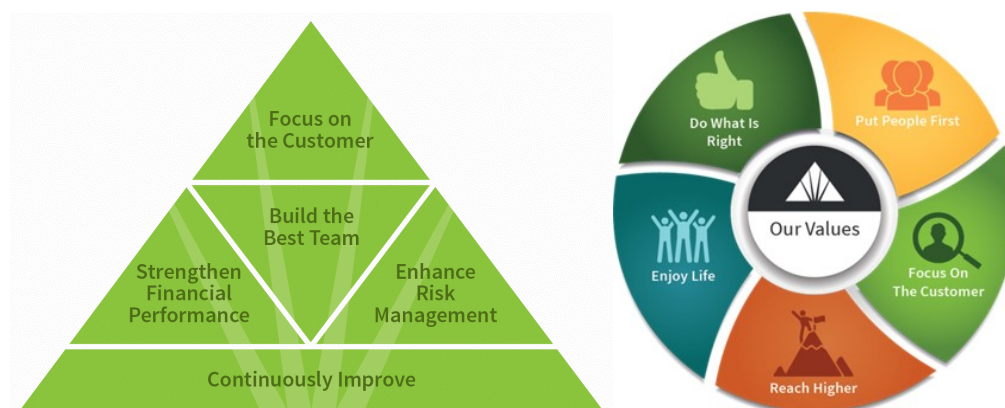 Focus on
the Customer
Build the
Best Team
Strengthen
Financial
Performance
Enhance
Risk
Management
Continuously Improve
Do What Is
Right
Put People First
Focus On
The Customer
Reach Higher
Enjoy Life
Our Values